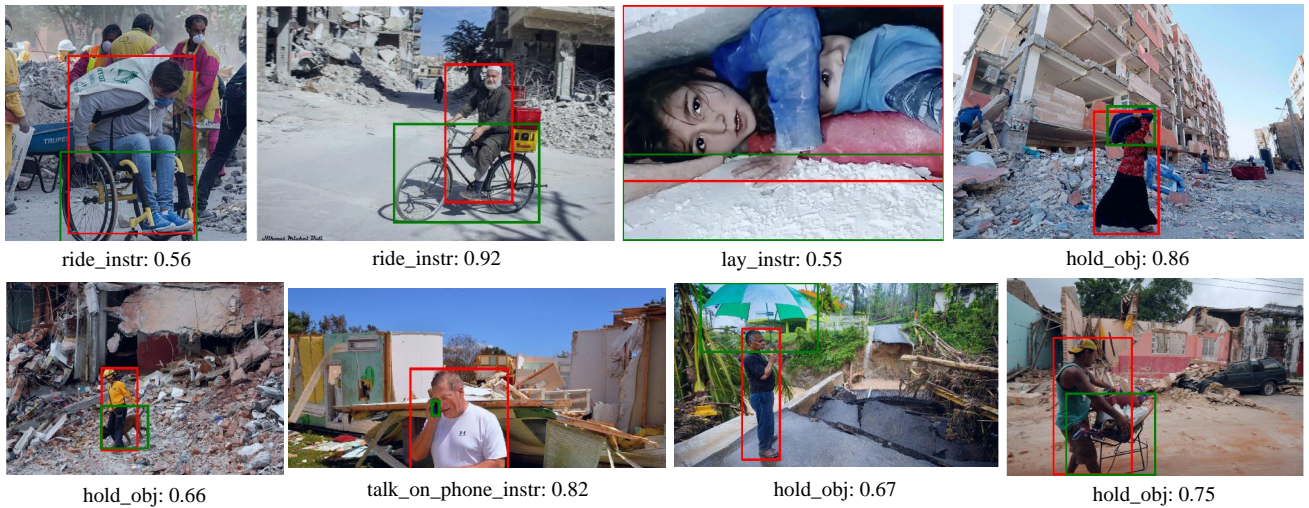 TRUPER
ride_instr: 0.56
ride_instr: 0.92
lay_instr: 0.55
hold_obj: 0.86
hold_obj: 0.66
talk_on_phone_instr: 0.82
hold_obj: 0.67
hold_obj: 0.75